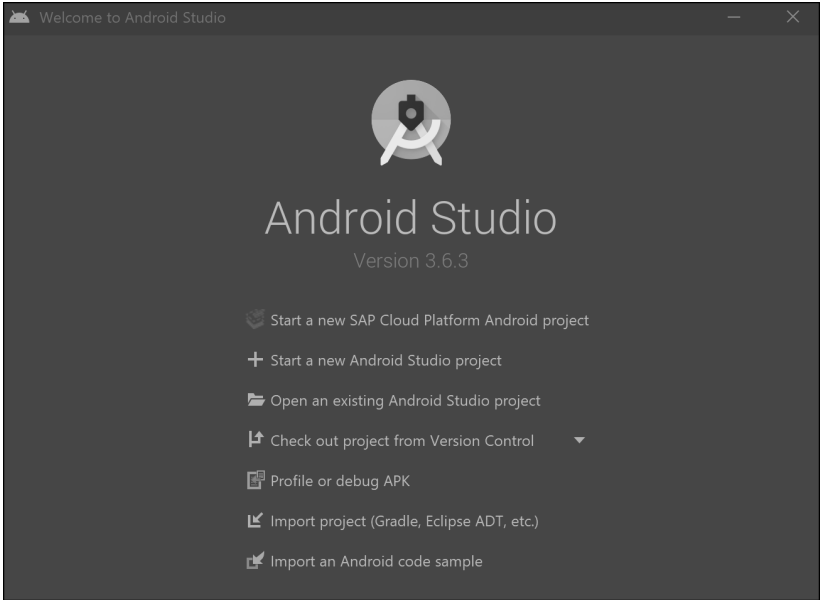 Welcome to Android Studio
Android Studio
Version 3.6.3
Start a new SAP Cloud Platform Android project
Start a new Android Studio project
Open an existing Android Studio project
Check out project from Version Control
Profile or debug APK
Import project (Gradle, Eclipse ADT, etc.)
Import an Android code sample